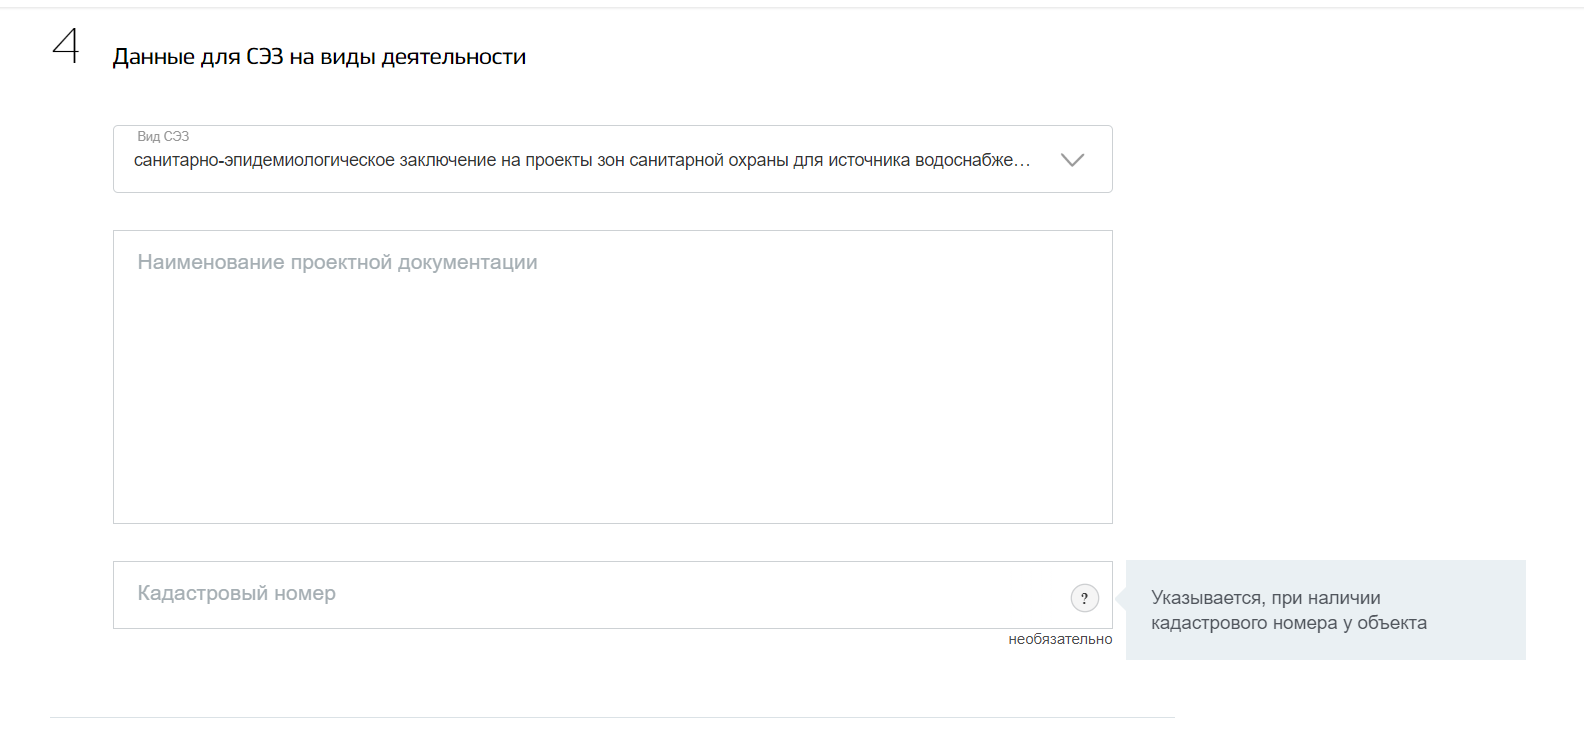 4
Данные для СЭЗ на виды деятельности
Вид СЭЗ
санитарно-эпидемиологическое заключение на проекты зон санитарной охраны для источника водоснабже...
Наименование проектной документации
Кадастровый номер
?
необязательно
Указывается, при наличии
кадастрового номера у объекта